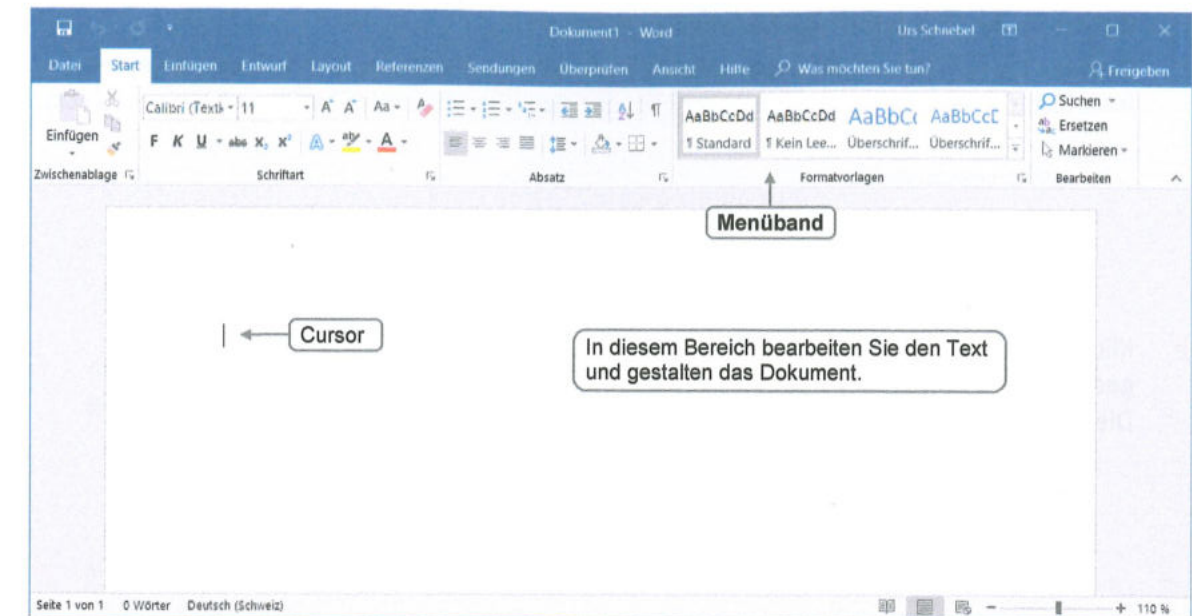 Dokument1 - Word
Urs Schnebel
Datei Start Einfügen Entwurf Layout Referenzen Sendungen Überprüfen Ansicht Hilfe Was möchten Sie tun? Freigeben
Einfügen
Calibri (Textk 11 A A Aa
F K U abc X₂ X² A aby A
AaBbCcDd AaBbCcDd AaBbCc AaBbCcC
¶ Standard ¶ Kein Lee... Überschrif... Überschrif...
Suchen
Ersetzen
Markieren
Zwischenablage Schriftart Absatz Formatvorlagen Bearbeiten
Menüband
Cursor
In diesem Bereich bearbeiten Sie den Text
und gestalten das Dokument.
Seite 1 von 1 0 Wörter Deutsch (Schweiz) 110 %